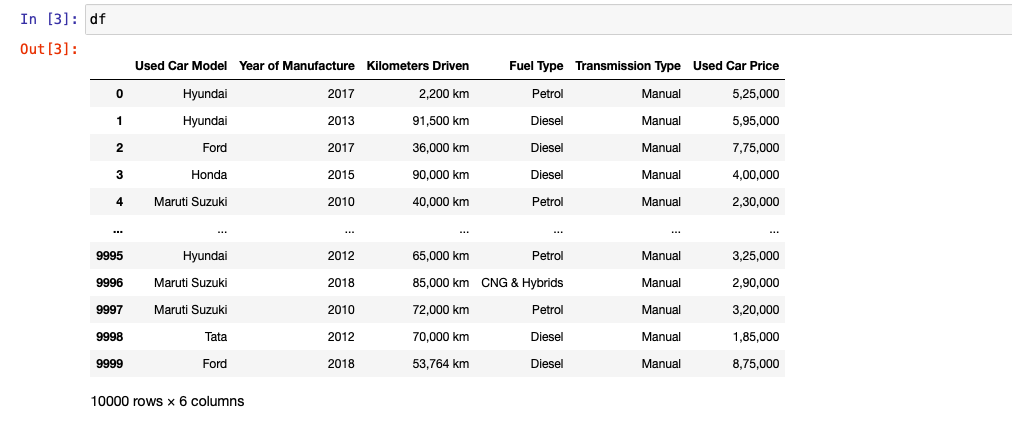 In [3]: df
Out[3]:
Used Car Model Year of Manufacture Kilometers Driven Fuel Type Transmission Type Used Car Price
0 Hyundai 2017 2,200 km Petrol Manual 5,25,000
1 Hyundai 2013 91,500 km Diesel Manual 5,95,000
2 Ford 2017 36,000 km Diesel Manual 7,75,000
3 Honda 2015 90,000 km Diesel Manual 4,00,000
4 Maruti Suzuki 2010 40,000 km Petrol Manual 2,30,000
... ... ... ... ... ... ...
9995 Hyundai 2012 65,000 km Petrol Manual 3,25,000
9996 Maruti Suzuki 2018 85,000 km CNG & Hybrids Manual 2,90,000
9997 Maruti Suzuki 2010 72,000 km Petrol Manual 3,20,000
9998 Tata 2012 70,000 km Diesel Manual 1,85,000
9999 Ford 2018 53,764 km Diesel Manual 8,75,000
10000 rows × 6 columns